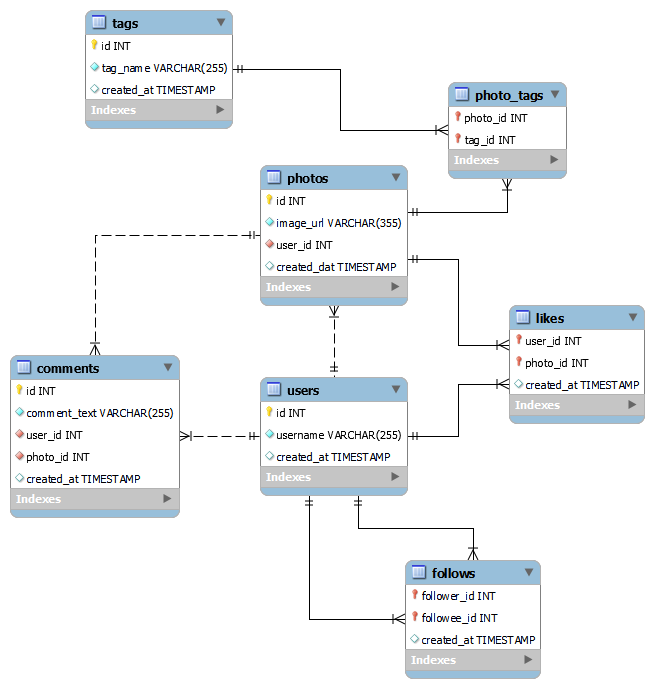 tags
id INT
tag_name VARCHAR(255)
created_at TIMESTAMP
Indexes
photo_tags
photo_id INT
tag_id INT
Indexes
photos
id INT
image_url VARCHAR(355)
user_id INT
created_dat TIMESTAMP
Indexes
likes
user_id INT
photo_id INT
created_at TIMESTAMP
Indexes
comments
id INT
comment_text VARCHAR(255)
user_id INT
photo_id INT
created_at TIMESTAMP
Indexes
users
id INT
username VARCHAR(255)
created_at TIMESTAMP
Indexes
follows
follower_id INT
followee_id INT
created_at TIMESTAMP
Indexes